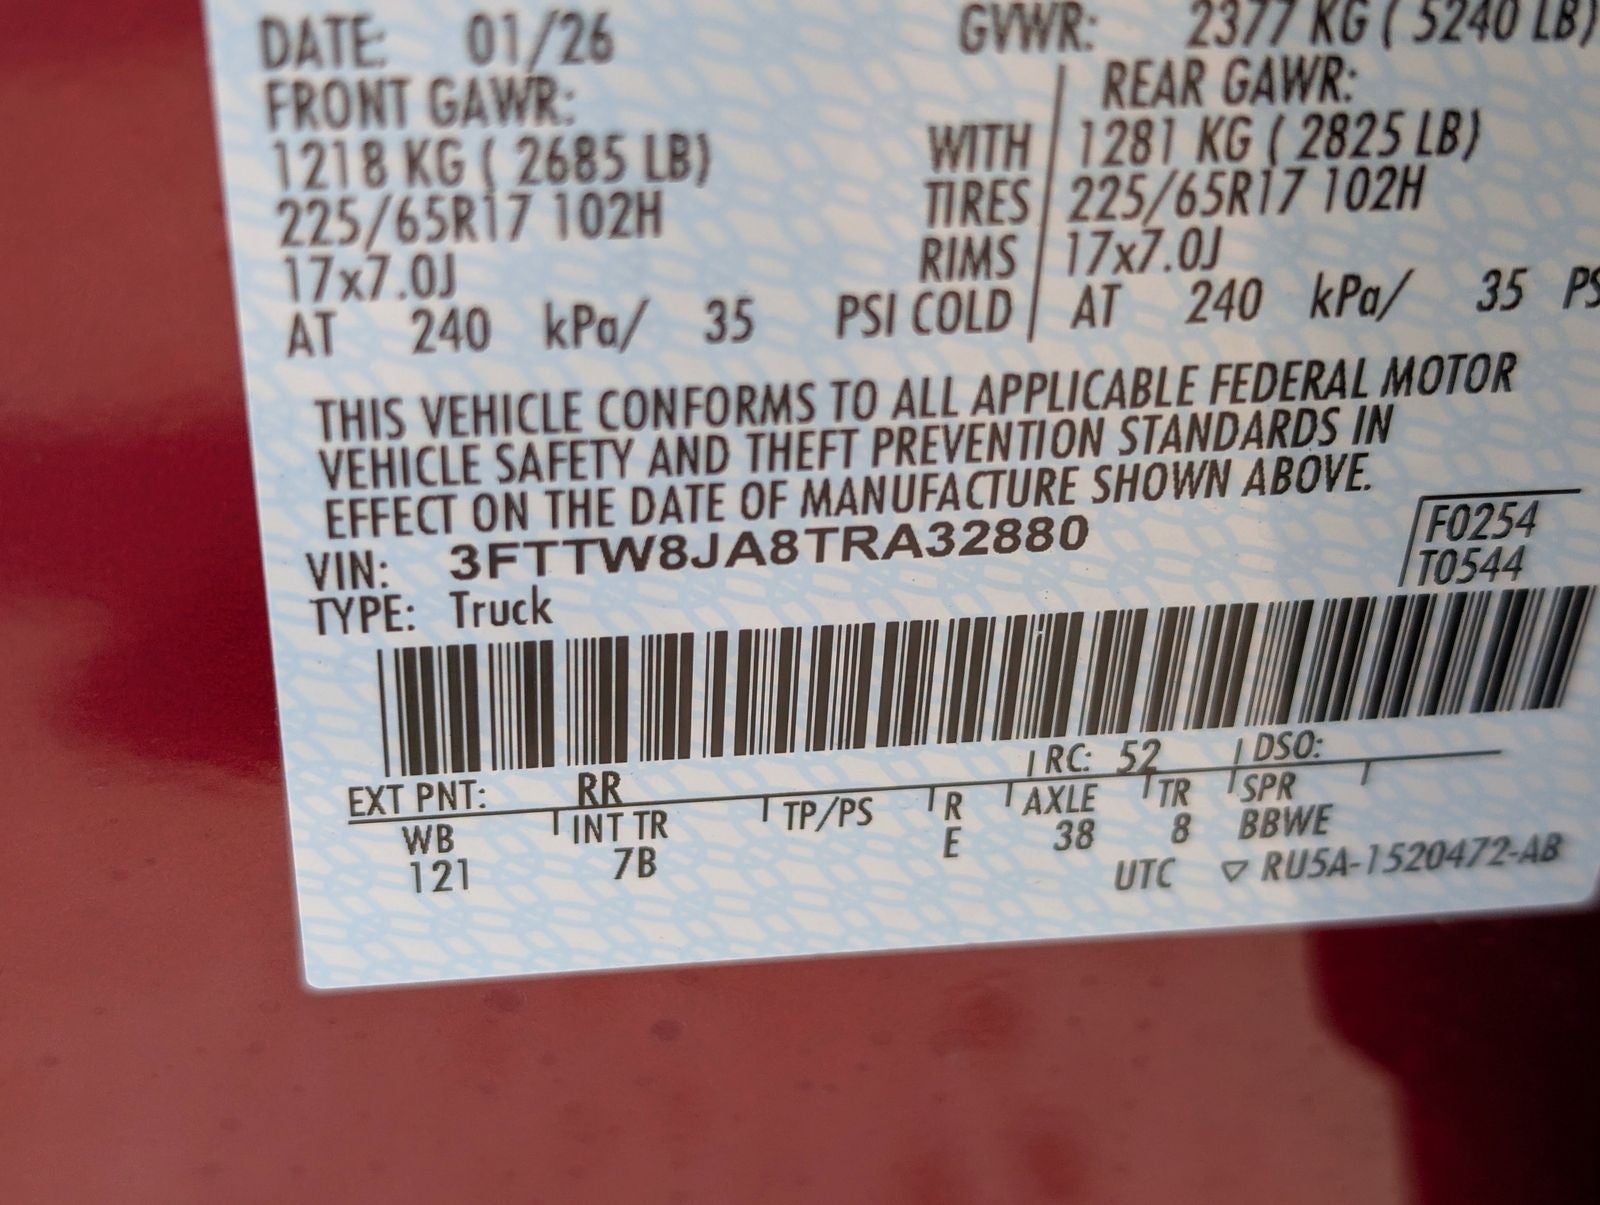 DATE: 01/26 GVWR: 2377 KG ( 5240 LB)
FRONT GAWR: REAR GAWR:
1218 KG ( 2685 LB) WITH 1281 KG ( 2825 LB)
225/65R17 102H TIRES 225/65R17 102H
17x7.0J RIMS 17x7.0J
AT 240 kPa/ 35 PSI COLD AT 240 kPa/ 35 PS
THIS VEHICLE CONFORMS TO ALL APPLICABLE FEDERAL MOTOR
VEHICLE SAFETY AND THEFT PREVENTION STANDARDS IN
EFFECT ON THE DATE OF MANUFACTURE SHOWN ABOVE.
VIN: 3FTTW8JA8TRA32880 F0254
TYPE: Truck T0544
EXT PNT: RR RC: 52 DSO:
WB INT TR TP/PS R AXLE TR SPR
121 7B E 38 8 BBWE
UTC ▽ RU5A-1520472-AB